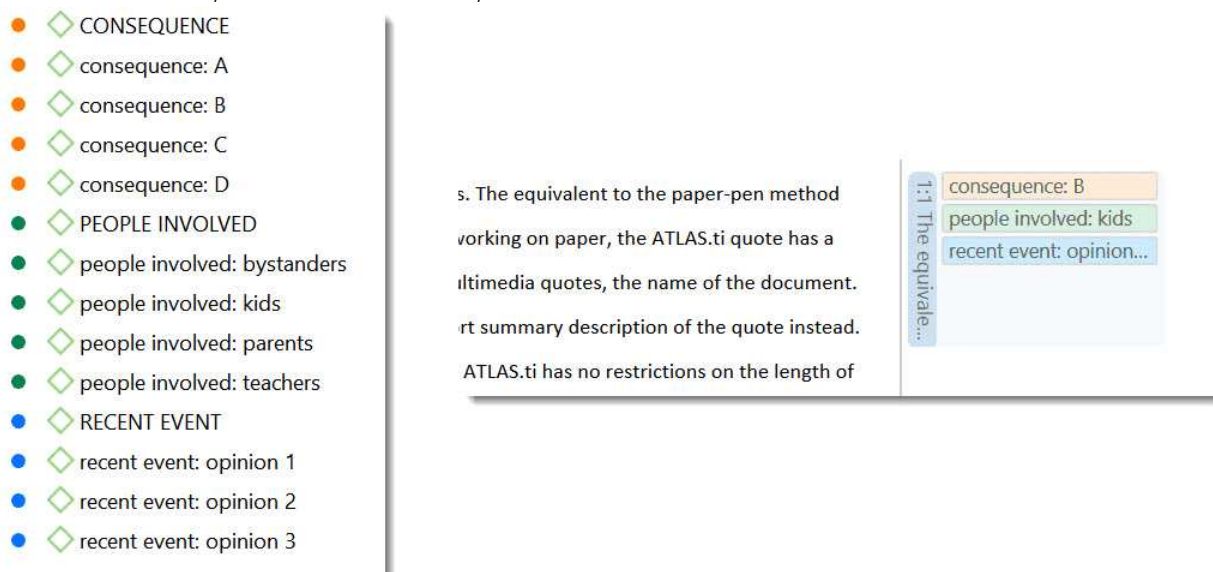 CONSEQUENCE
consequence: A
consequence: B
consequence: C
consequence: D
PEOPLE INVOLVED
people involved: bystanders
people involved: kids
people involved: parents
people involved: teachers
RECENT EVENT
recent event: opinion 1
recent event: opinion 2
recent event: opinion 3
s. The equivalent to the paper-pen method
vorking on paper, the ATLAS.ti quote has a
ltimedia quotes, the name of the document.
rt summary description of the quote instead.
ATLAS.ti has no restrictions on the length of
1:1 The equivale...
consequence: B
people involved: kids
recent event: opinion...